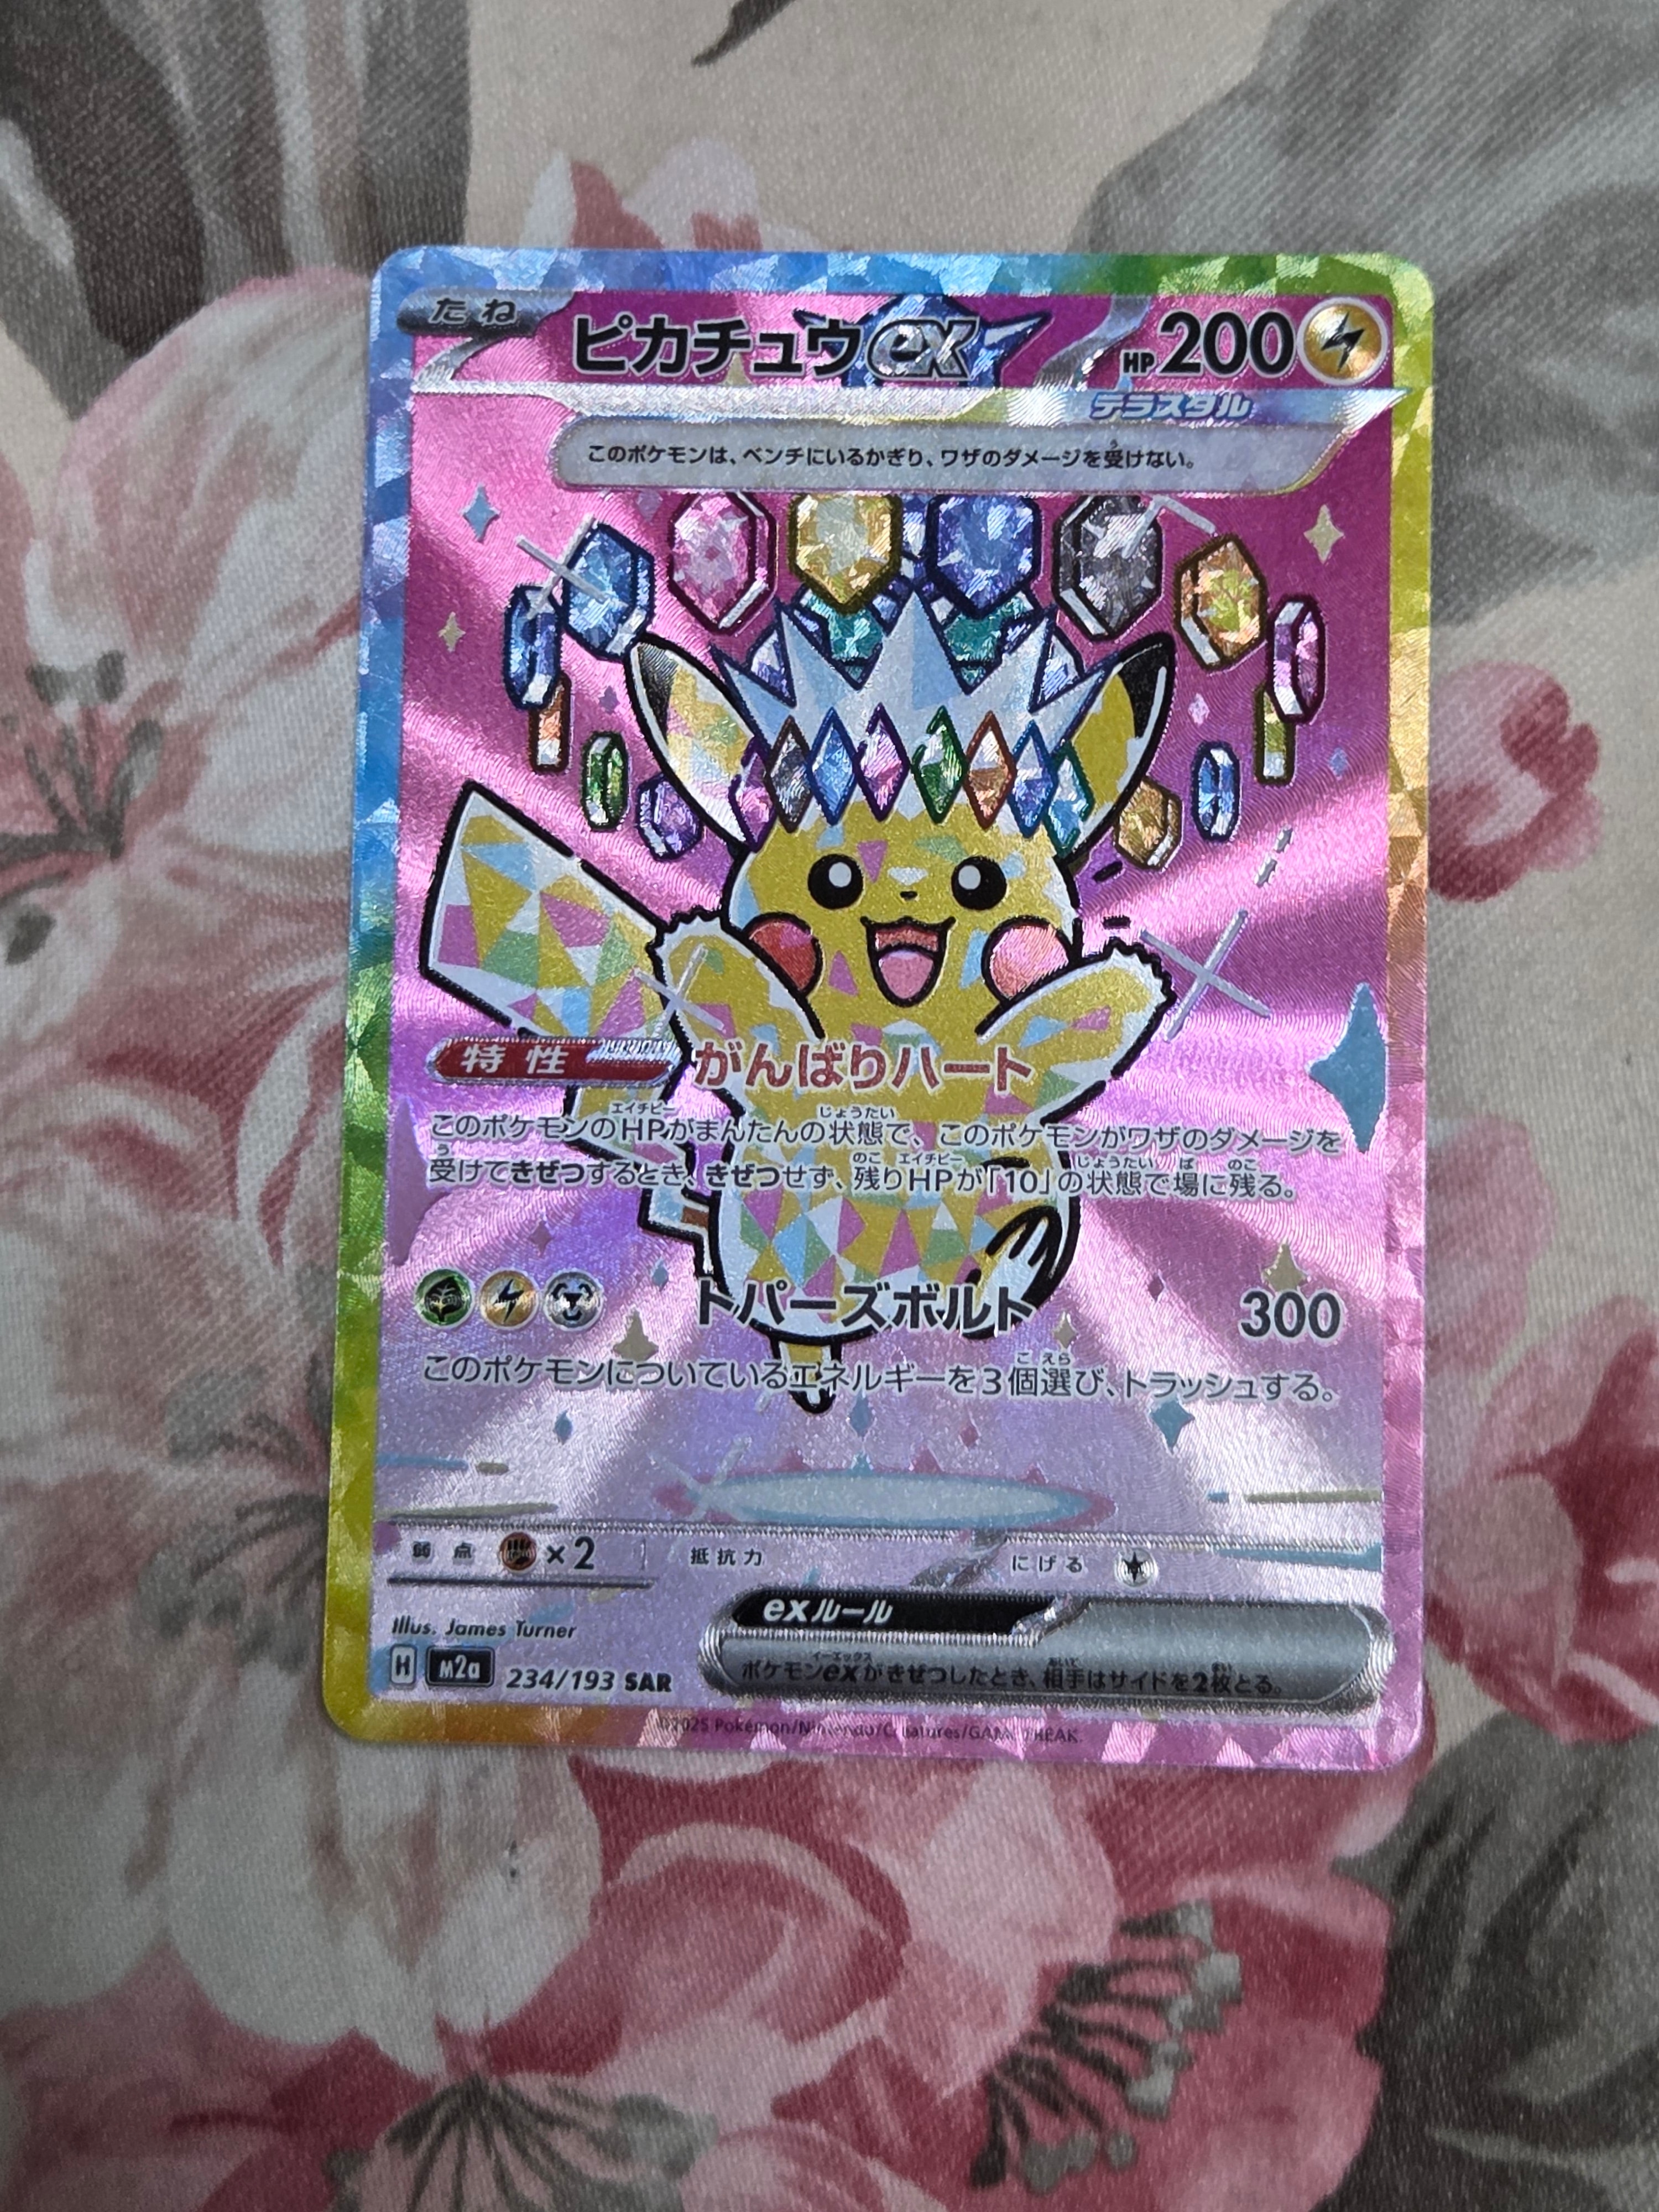 たね
ピカチュウex HP200
テラスタル
このポケモンは、ベンチにいるかぎり、ワザのダメージを受けない。
特性 がんばりハート
このポケモンのHPがまんたんの状態で、このポケモンがワザのダメージを
受けてきぜつするとき、きぜつせず、残りHPが「10」の状態で場に残る。
トパーズボルト 300
このポケモンについているエネルギーを3個選び、トラッシュする。
弱点 ×2 抵抗力 にげる
Illus. James Turner
exルール
ポケモンexがきぜつしたとき、相手はサイドを2枚とる。
H M2a 234/193 SAR
©2025 Pokémon/Nintendo/Creatures/GAME FREAK.